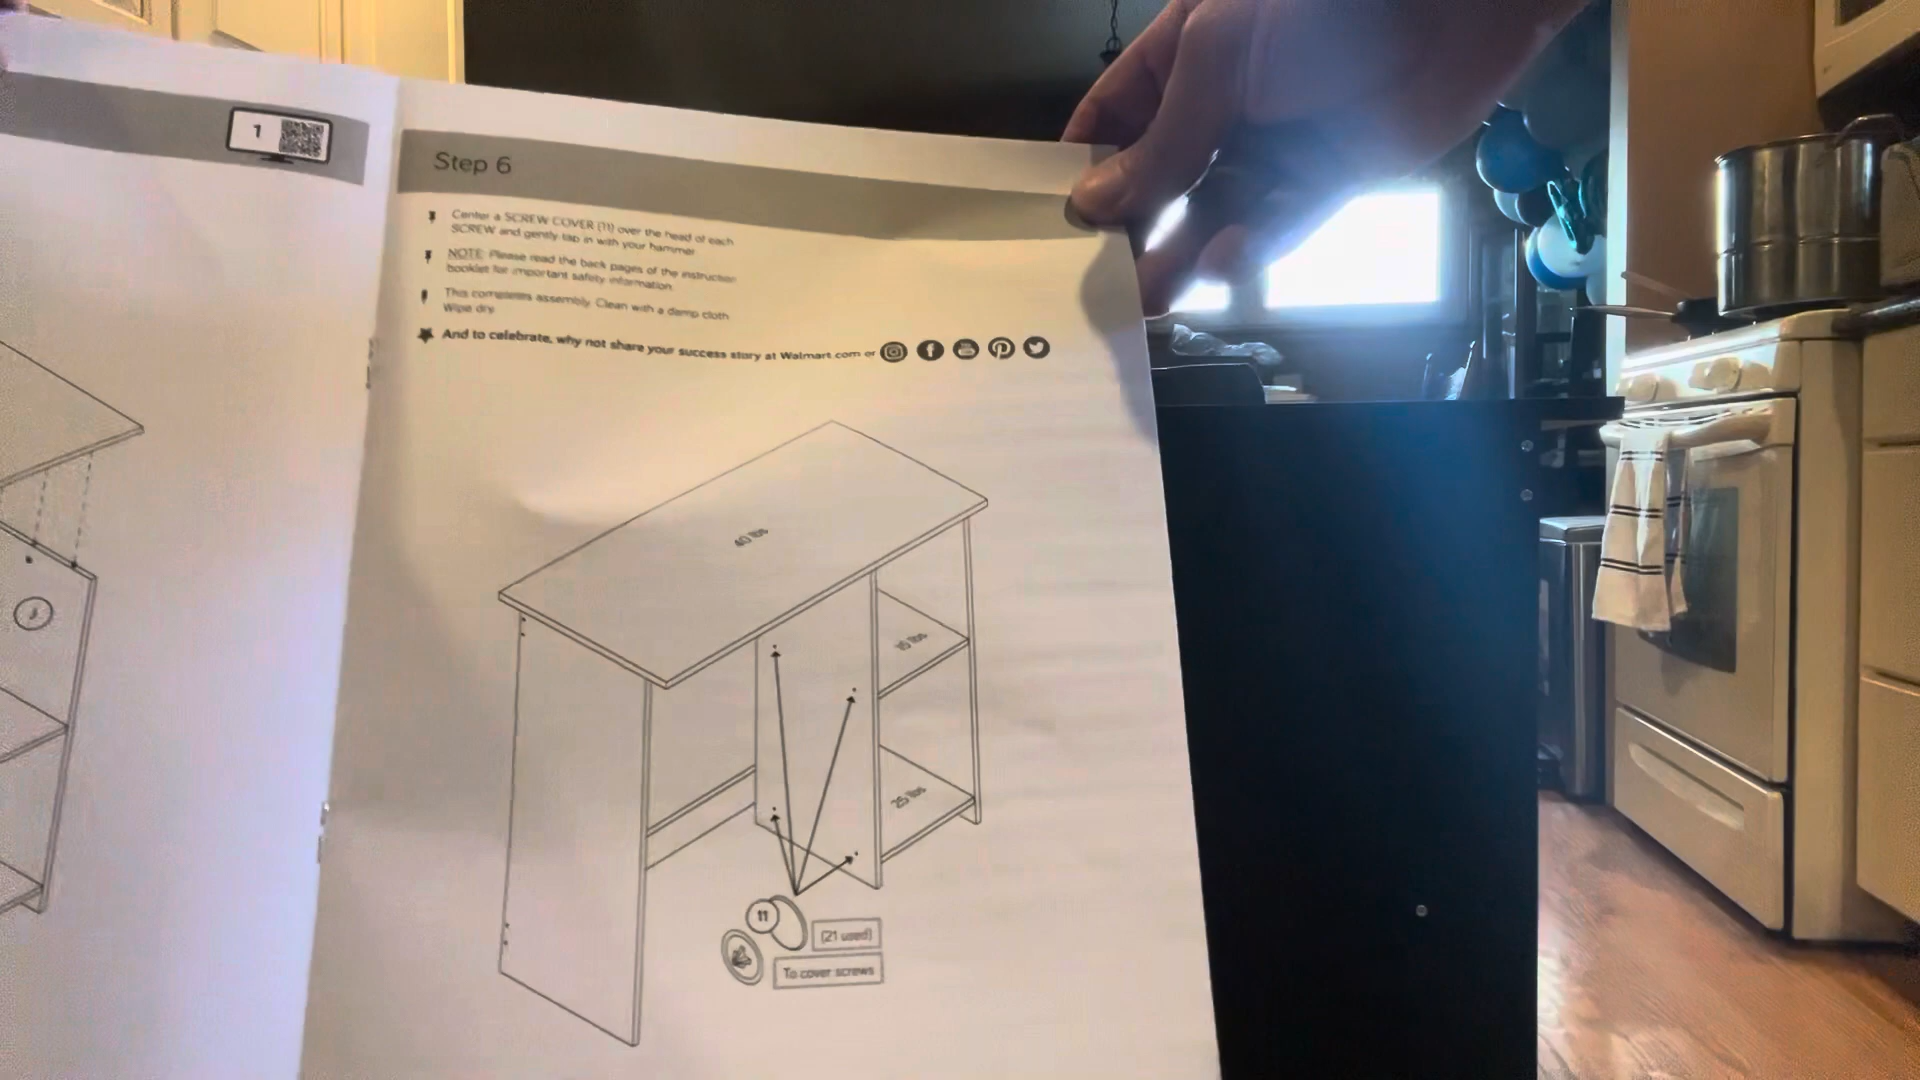 1
Step 6
Center a SCREW COVER (11) over the head of each
SCREW and gently tap in with your hammer.
NOTE: Please read the back pages of the instruction
booklet for important safety information.
This completes assembly. Clean with a damp cloth.
Wipe dry.
And to celebrate, why not share your success story at Walmart.com or
40 lbs
15 lbs
25 lbs
11
(21 used)
To cover screws